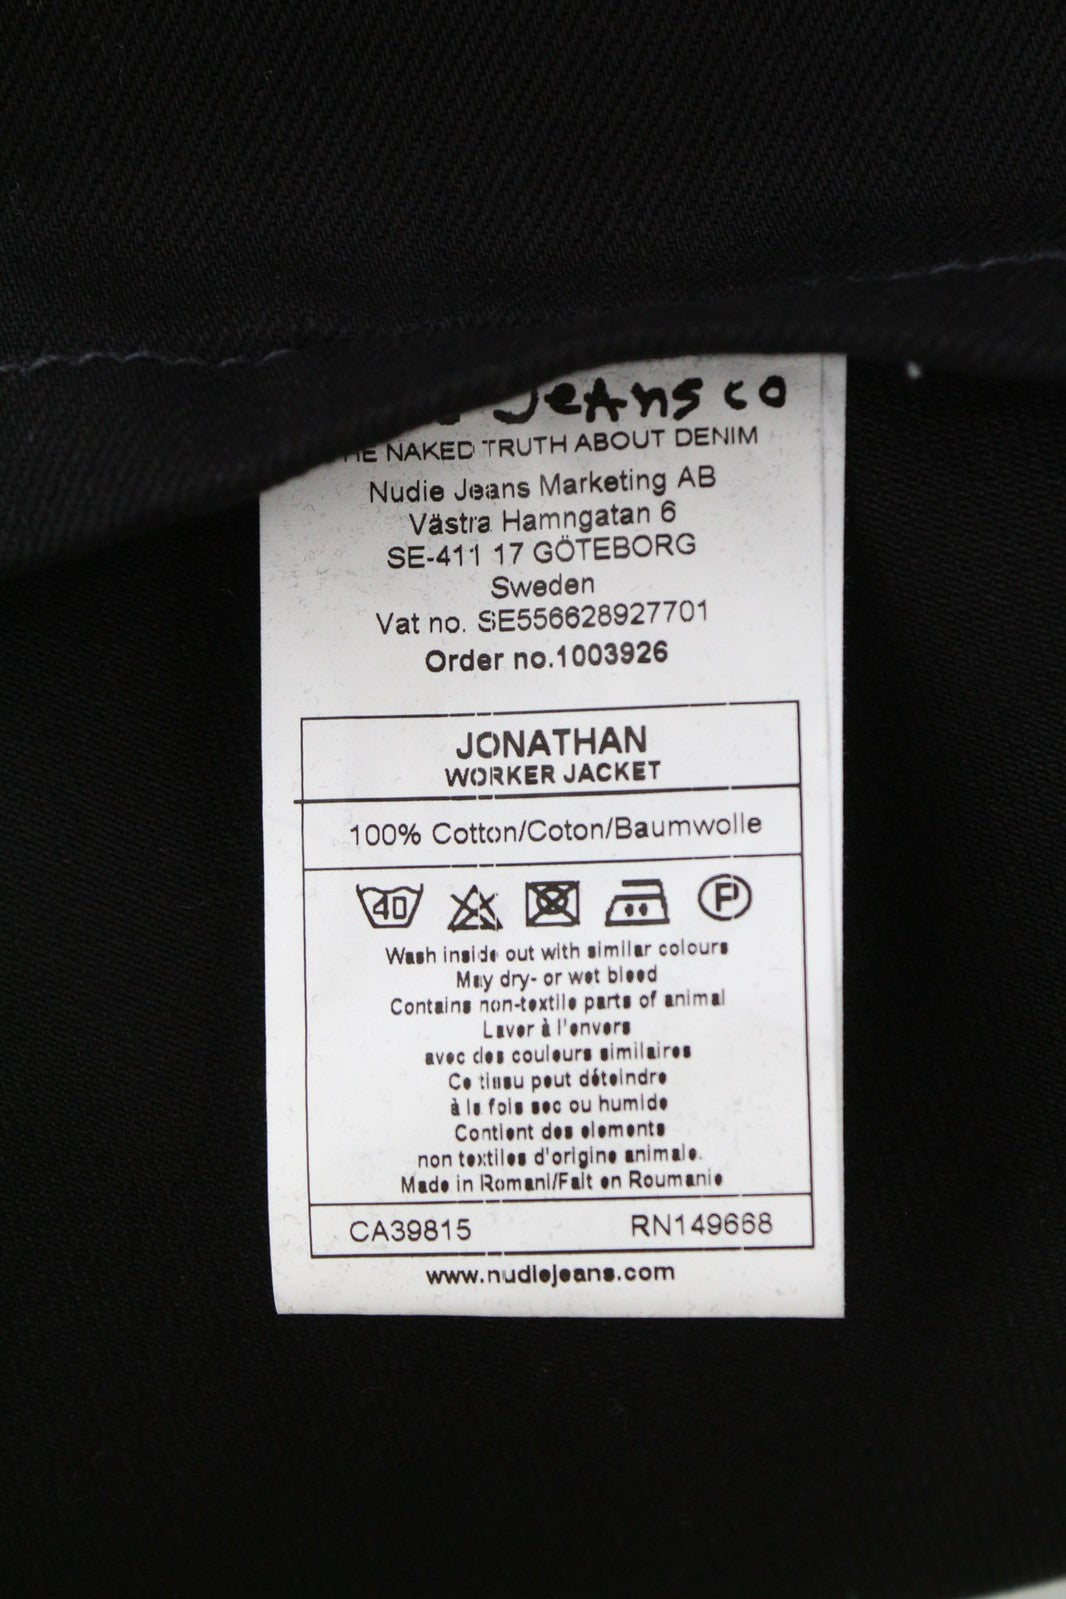 Jeans co
NAKED TRUTH ABOUT DENIM
Nudie Jeans Marketing AB
Västra Hamngatan 6
SE-411 17 GÖTEBORG
Sweden
Vat no. SE556628927701
Order no.1003926
JONATHAN
WORKER JACKET
100% Cotton/Coton/Baumwolle
40 P
Wash inside out with similar colours
May dry- or wet bleed
Contains non-textile parts of animal
Laver à l'envers
avec des couleurs similaires
Ce tissu peut déteindre
à la fois sec ou humide
Contient des elements
non textiles d'origine animale.
Made in Romani/Fait en Roumanie
CA39815 RN149668
www.nudiejeans.com